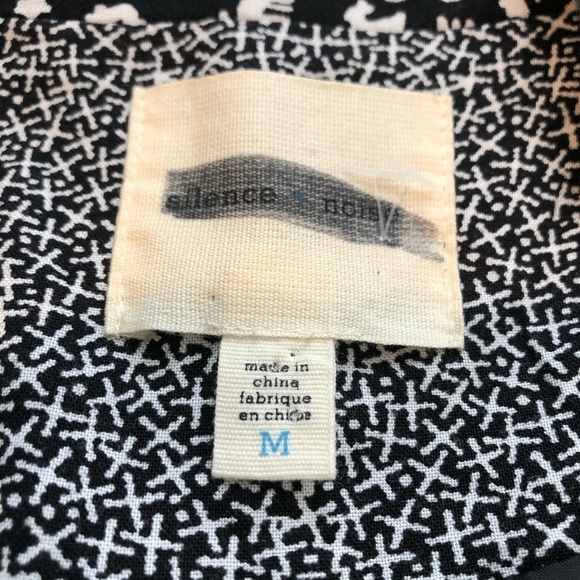 silence + noise
made in
china
fabrique
en chine
M